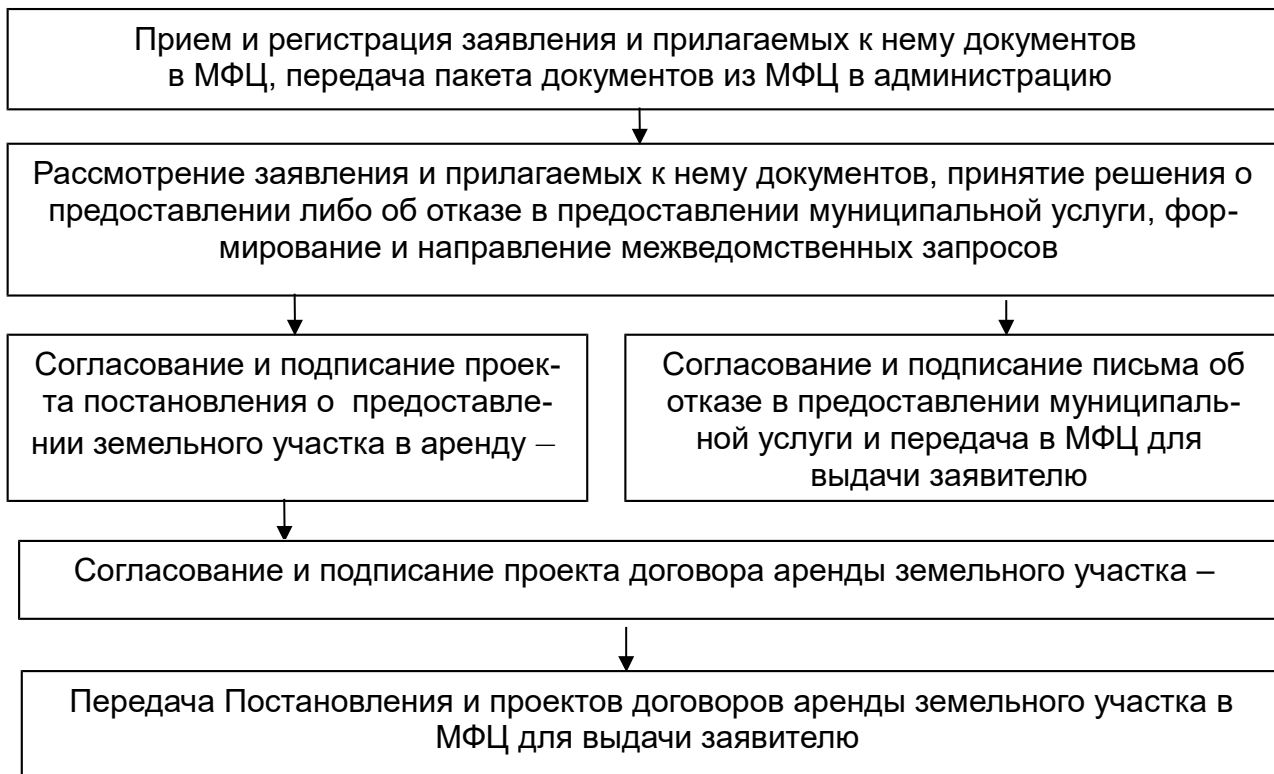 Прием и регистрация заявления и прилагаемых к нему документов
в МФЦ, передача пакета документов из МФЦ в администрацию
Рассмотрение заявления и прилагаемых к нему документов, принятие решения о
предоставлении либо об отказе в предоставлении муниципальной услуги, фор-
мирование и направление межведомственных запросов
Согласование и подписание проек-
та постановления о предоставле-
нии земельного участка в аренду –
Согласование и подписание письма об
отказе в предоставлении муниципаль-
ной услуги и передача в МФЦ для
выдачи заявителю
Согласование и подписание проекта договора аренды земельного участка –
Передача Постановления и проектов договоров аренды земельного участка в
МФЦ для выдачи заявителю